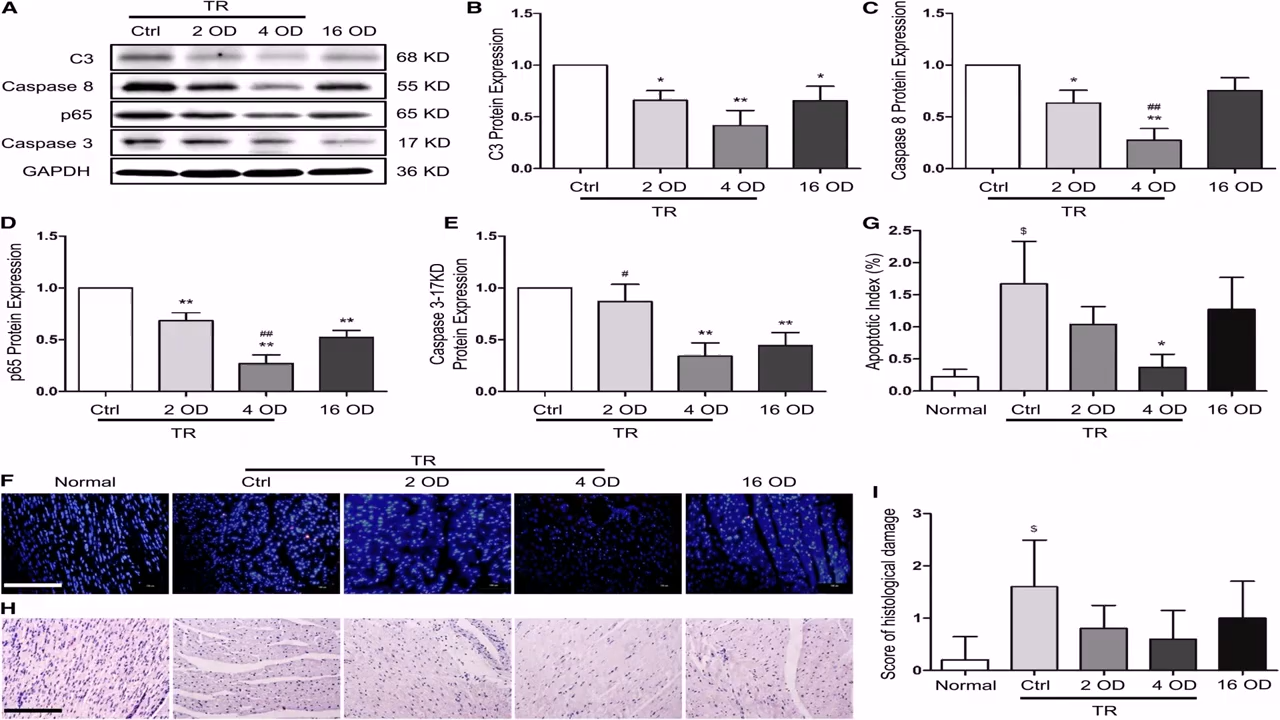 A
TR
Ctrl 2 OD 4 OD 16 OD
C3 68 KD
Caspase 8 55 KD
p65 65 KD
Caspase 3 17 KD
GAPDH 36 KD
B
C3 Protein Expression
1.5
1.0
0.5
0.0
* ** *
Ctrl 2 OD 4 OD 16 OD
TR
C
Caspase 8 Protein Expression
1.5
1.0
0.5
0.0
*
##
**
Ctrl 2 OD 4 OD 16 OD
TR
D
p65 Protein Expression
1.5
1.0
0.5
0.0
**
##
**
**
Ctrl 2 OD 4 OD 16 OD
TR
E
Caspase 3-17KD
Protein Expression
1.5
1.0
0.5
0.0
#
**
**
Ctrl 2 OD 4 OD 16 OD
TR
G
Apoptotic Index (%)
2.5
2.0
1.5
1.0
0.5
0.0
$
*
Normal Ctrl 2 OD 4 OD 16 OD
TR
F
TR
Normal Ctrl 2 OD 4 OD 16 OD
H
I
Score of histological damage
3
2
1
0
$
Normal Ctrl 2 OD 4 OD 16 OD
TR